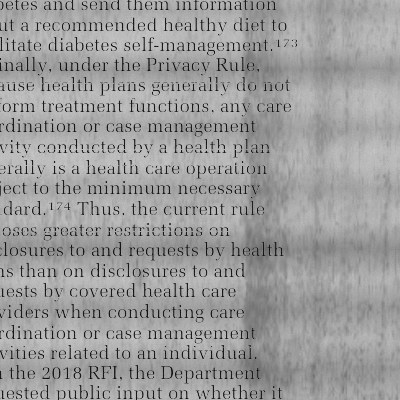 betes and send them information
ut a recommended healthy diet to
litate diabetes self-management.¹⁷³
inally, under the Privacy Rule,
ause health plans generally do not
form treatment functions, any care
rdination or case management
vity conducted by a health plan
erally is a health care operation
ject to the minimum necessary
dard.¹⁷⁴ Thus, the current rule
oses greater restrictions on
closures to and requests by health
ns than on disclosures to and
uests by covered health care
viders when conducting care
rdination or case management
vities related to an individual.
n the 2018 RFI, the Department
uested public input on whether it